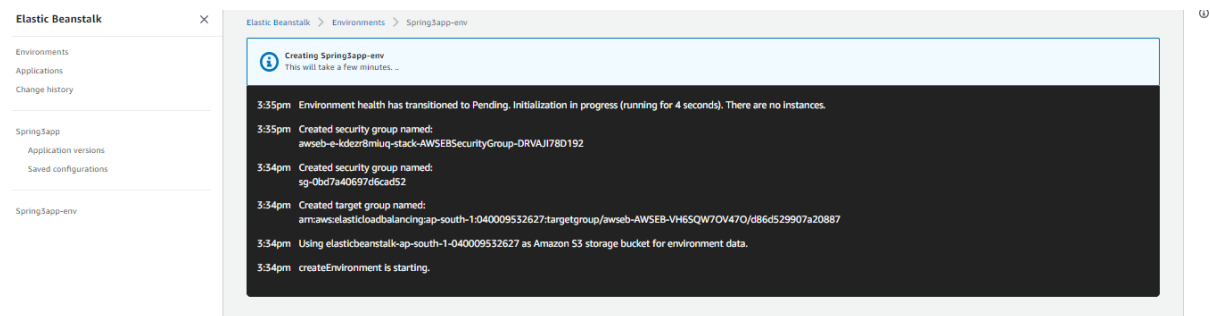 Elastic Beanstalk
Environments
Applications
Change history
Spring3app
Application versions
Saved configurations
Spring3app-env
Elastic Beanstalk > Environments > Spring3app-env
Creating Spring3app-env
This will take a few minutes. ..
3:35pm Environment health has transitioned to Pending. Initialization in progress (running for 4 seconds). There are no instances.
3:35pm Created security group named:
awseb-e-kdezr8miuq-stack-AWSEBSecurityGroup-DRVAJI78D192
3:34pm Created security group named:
sg-0bd7a40697d6cad52
3:34pm Created target group named:
arn:aws:elasticloadbalancing:ap-south-1:040009532627:targetgroup/awseb-AWSEB-VH6SQW7OV47O/d86d529907a20887
3:34pm Using elasticbeanstalk-ap-south-1-040009532627 as Amazon S3 storage bucket for environment data.
3:34pm createEnvironment is starting.